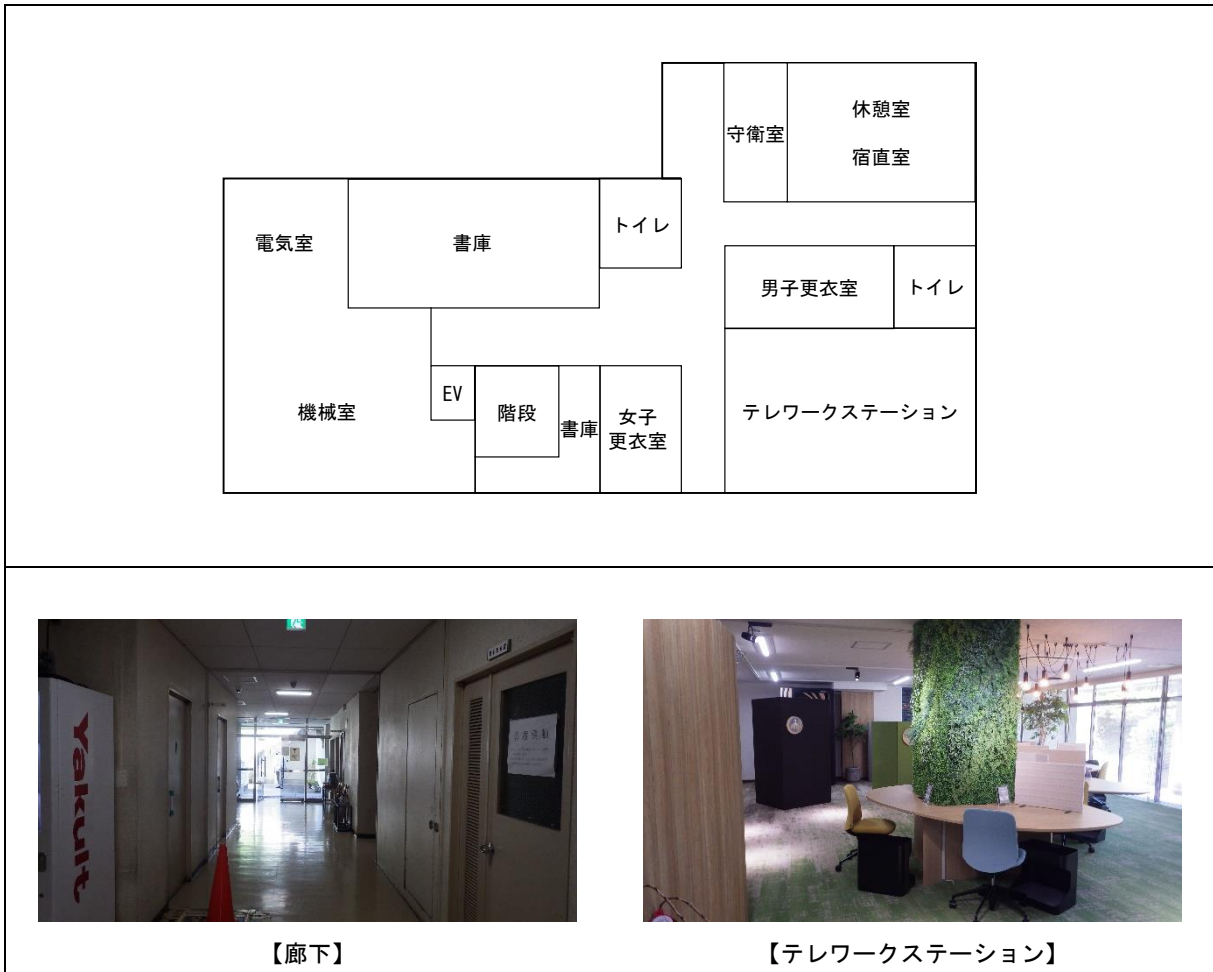 休憩室
守衛室
宿直室
トイレ
電気室
書庫
男子更衣室
トイレ
EV
機械室
階段
書庫
女子
更衣室
テレワークステーション
Yakult
【廊下】
【テレワークステーション】